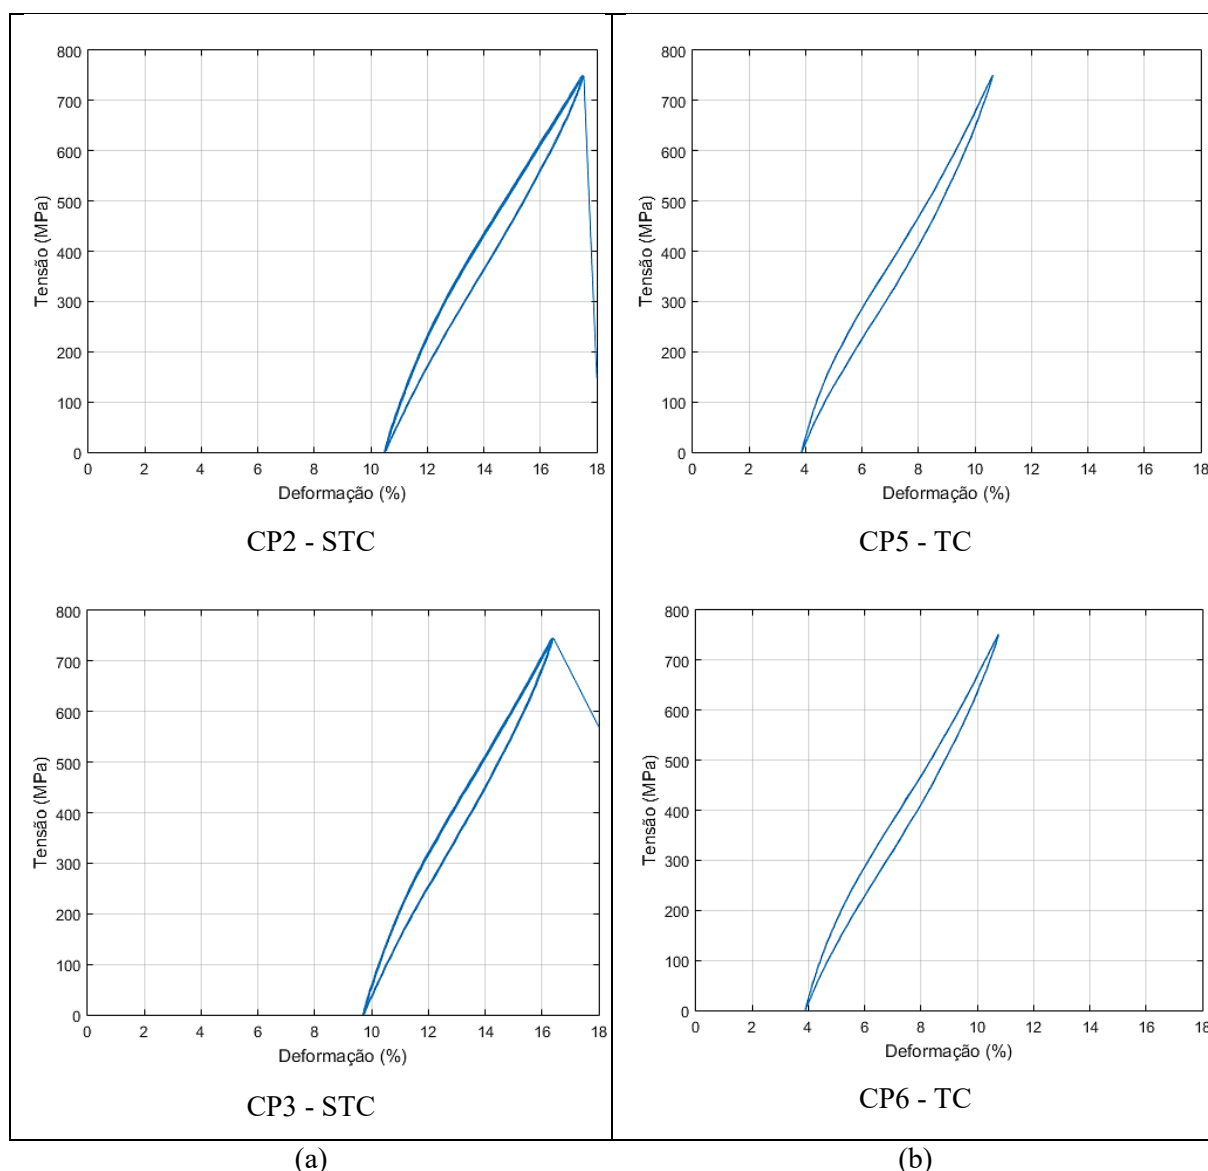 800
700
600
500
400
300
200
100
0
Tensão (MPa)
0 2 4 6 8 10 12 14 16 18
Deformação (%)
CP2 - STC
800
700
600
500
400
300
200
100
0
Tensão (MPa)
0 2 4 6 8 10 12 14 16 18
Deformação (%)
CP5 - TC
800
700
600
500
400
300
200
100
0
Tensão (MPa)
0 2 4 6 8 10 12 14 16 18
Deformação (%)
CP3 - STC
800
700
600
500
400
300
200
100
0
Tensão (MPa)
0 2 4 6 8 10 12 14 16 18
Deformação (%)
CP6 - TC
(a)
(b)